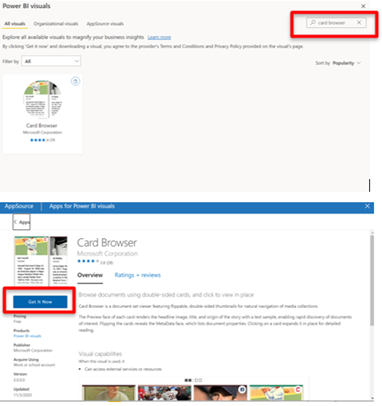 Power BI visuals
All visuals Organizational visuals AppSource visuals
card browser
Explore all available visuals to magnify your business insights Learn more
By clicking 'Get it now' and downloading a visual, you agree to the provider's Terms and Conditions and Privacy Policy provided on the visual's page.
Filter by All
Sort by: Popularity
Card Browser
Microsoft Corporation
AppSource Apps for Power BI visuals
Apps
Card Browser
Microsoft Corporation
Get It Now
Overview Ratings + reviews
Pricing
Free
Products
Power BI visuals
Publisher
Microsoft Corporation
Acquire Using
Work or school account
Version
Updated
11/3/2020
Browse documents using double-sided cards, and click to view in place
Card Browser is a document set viewer featuring flippable, double-sided thumbnails for natural navigation of media collections.
The Preview face of each card renders the headline image, title, and origin of the story with a text sample, enabling rapid discovery of documents
of interest. Flipping the cards reveals the MetaData face, which lists document properties. Clicking on a card expands it in place for detailed
reading.
Visual capabilities
When this visual is used, it
Can access external services or resources